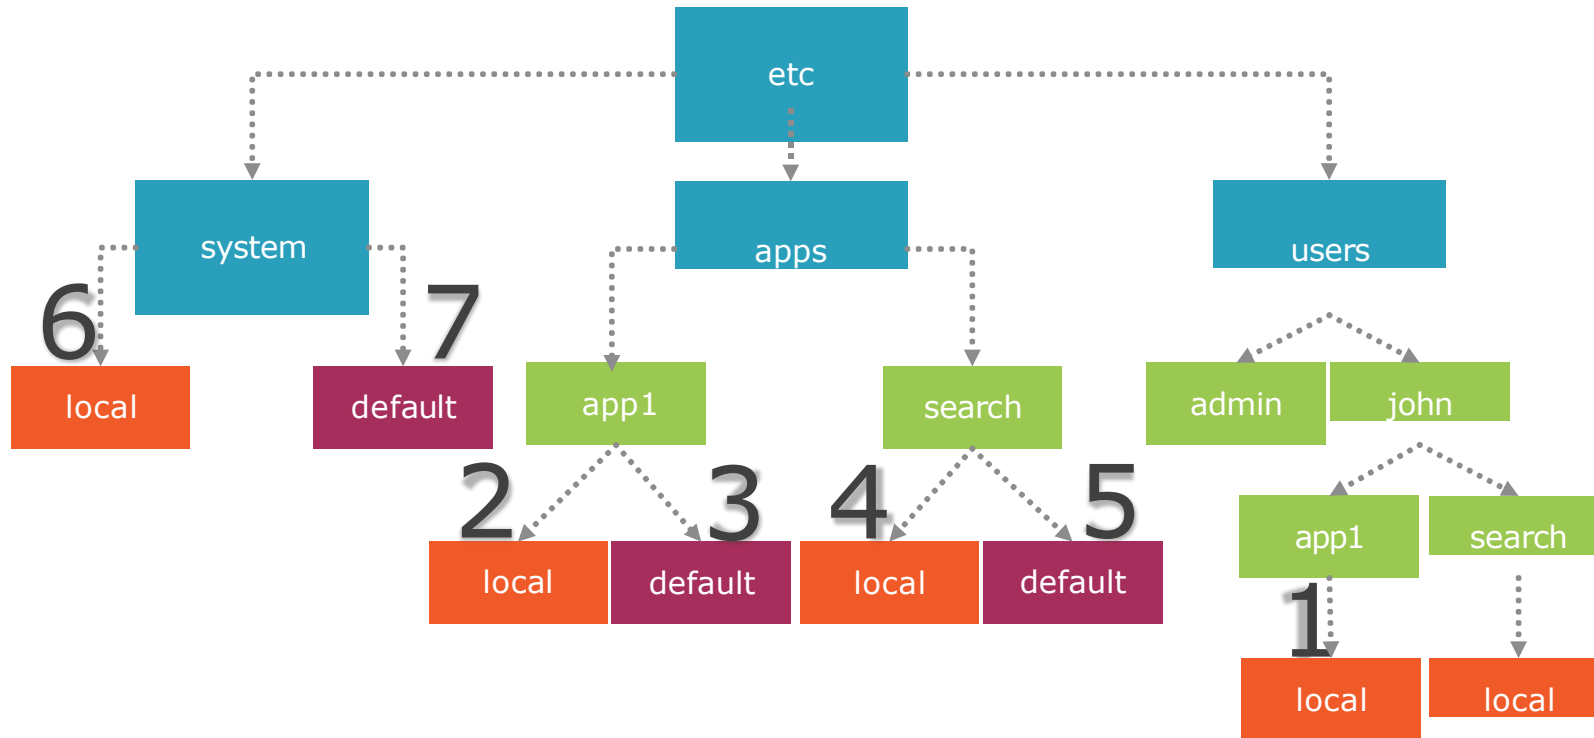 etc
system
apps
users
6
7
local
default
app1
search
admin
john
2
3
4
5
local
default
local
default
app1
search
1
local
local